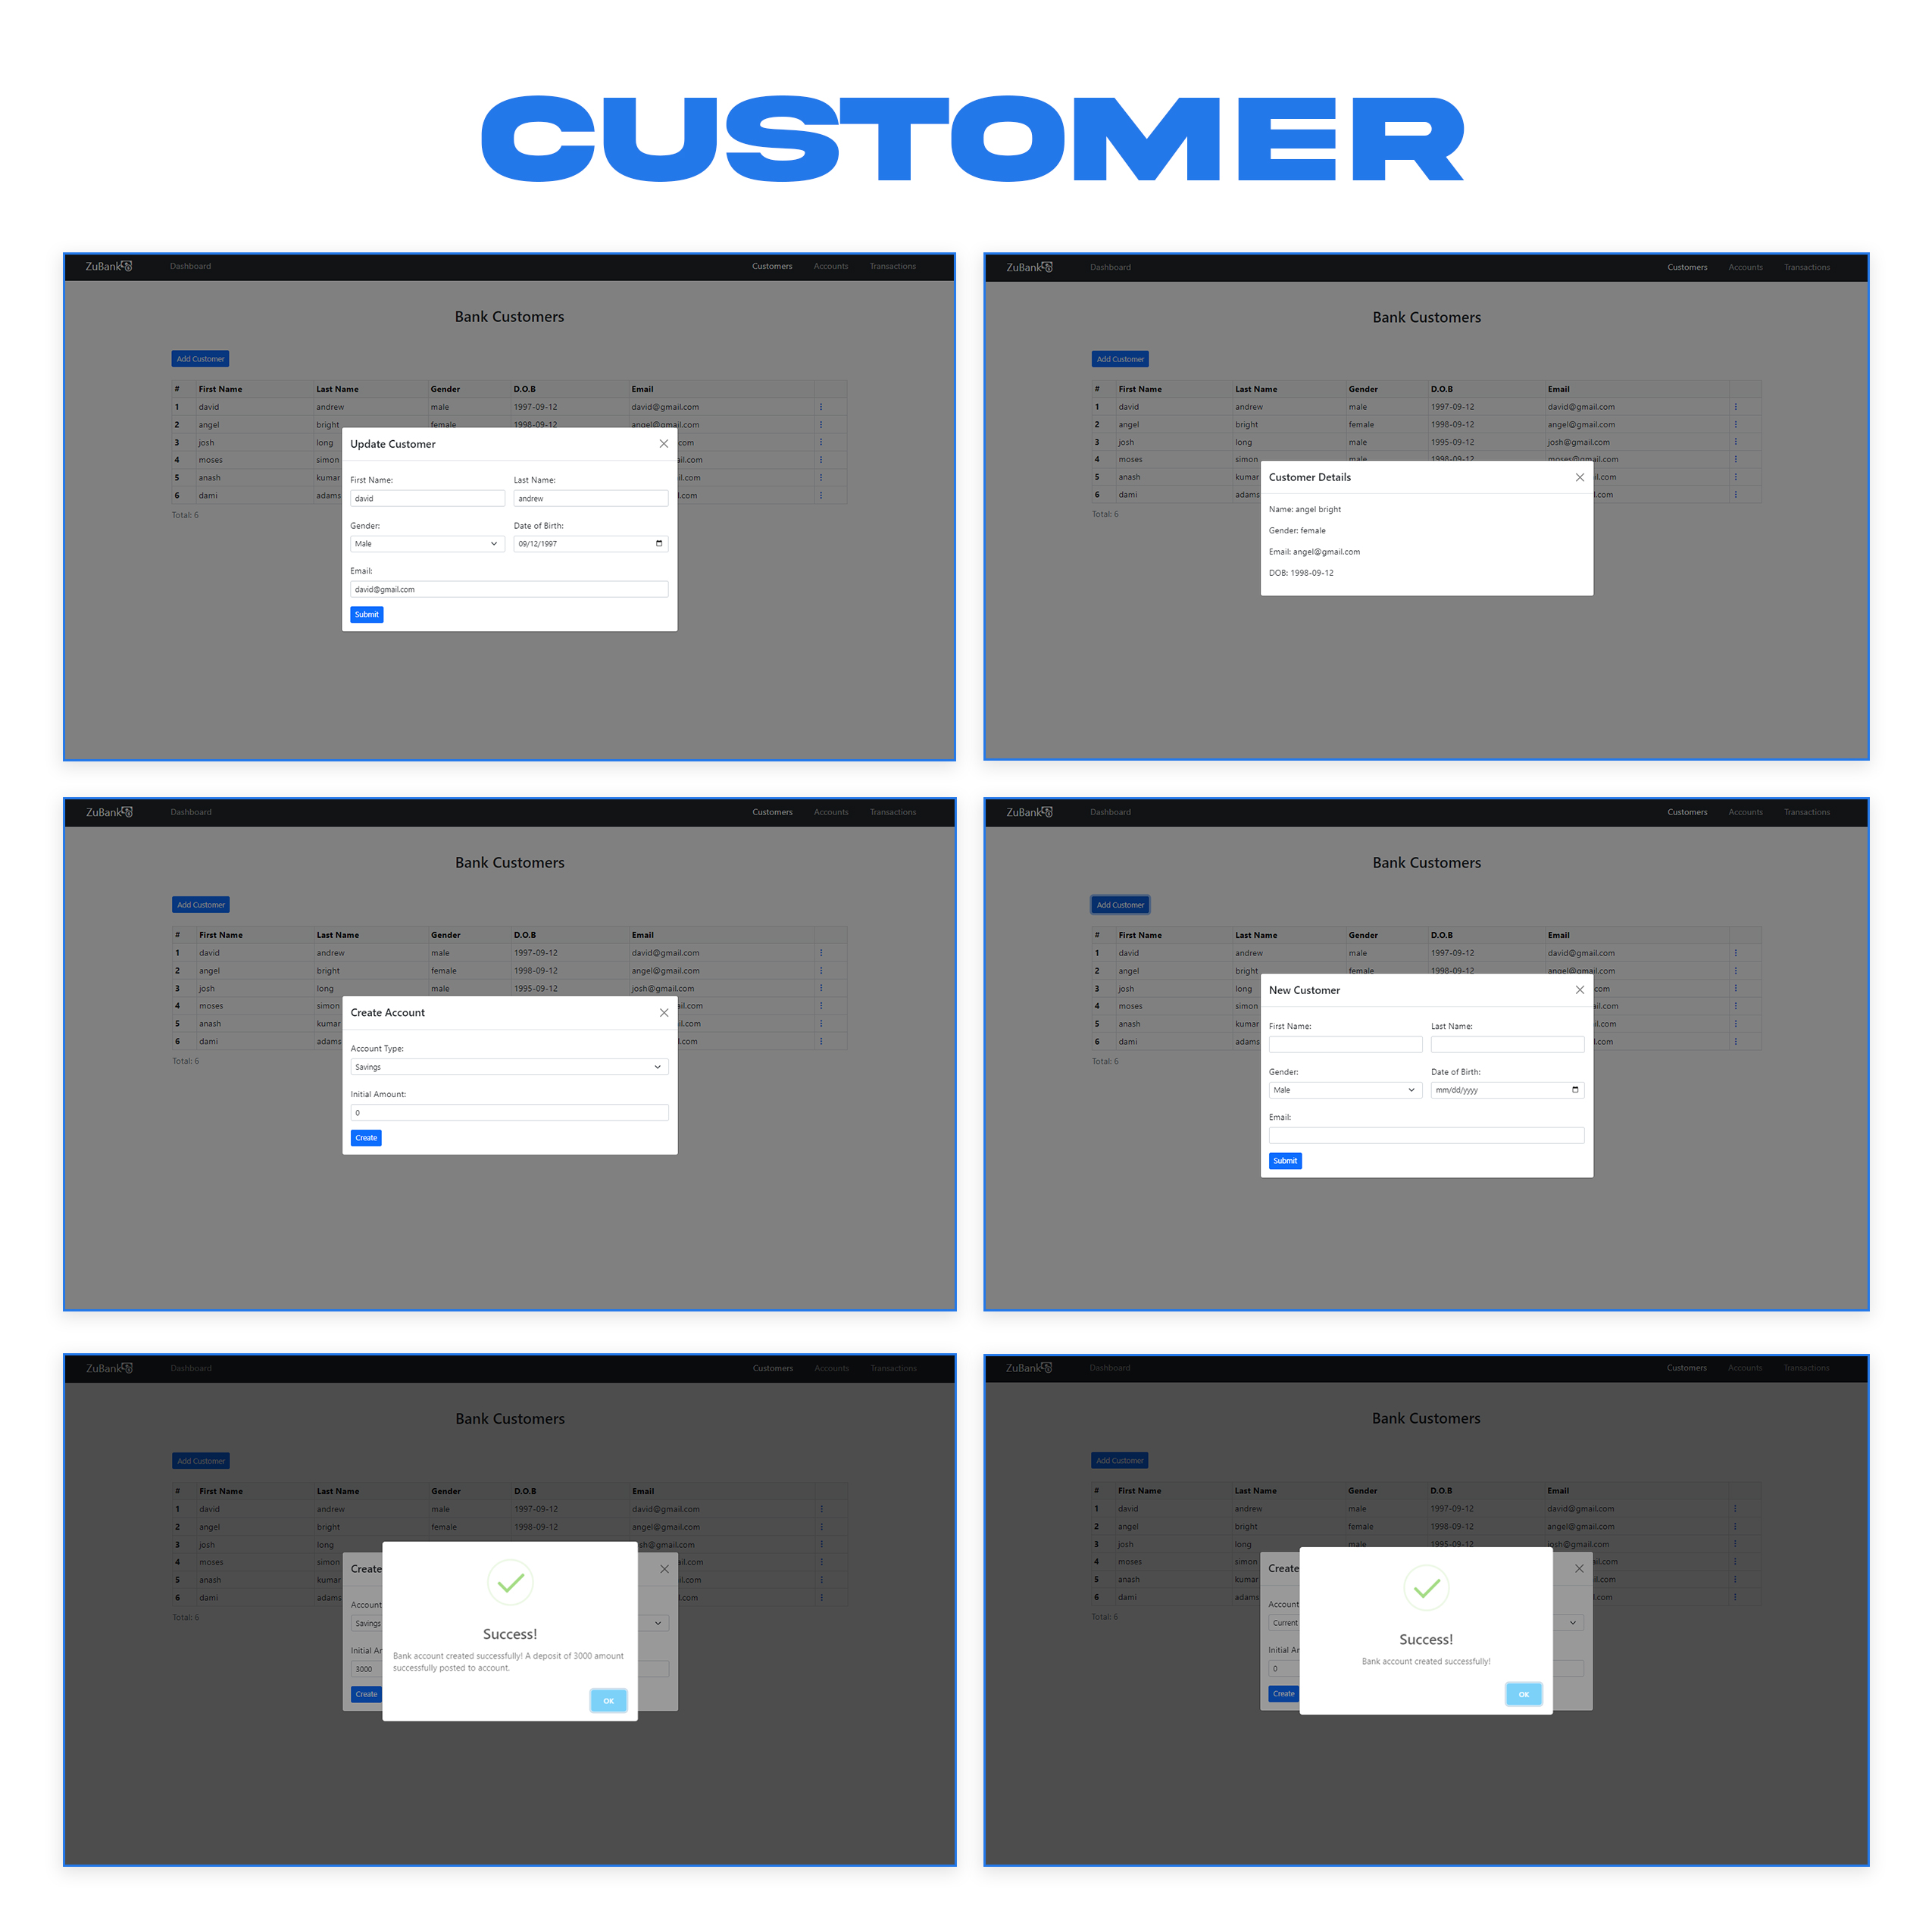 CUSTOMER
ZuBank Dashboard Customers Accounts Transactions
Bank Customers
Add Customer
# First Name Last Name Gender D.O.B Email
1 david andrew male 1997-09-12 david@gmail.com
2 angel bright female 1998-09-12 angel@gmail.com
3 josh long .com
4 moses simon ail.com
5 anash kumar .com
6 dami adams l.com
Total: 6
Update Customer
First Name: Last Name:
david andrew
Gender: Date of Birth:
Male 09/12/1997
Email:
david@gmail.com
Submit
ZuBank Dashboard Customers Accounts Transactions
Bank Customers
Add Customer
# First Name Last Name Gender D.O.B Email
1 david andrew male 1997-09-12 david@gmail.com
2 angel bright female 1998-09-12 angel@gmail.com
3 josh long male 1995-09-12 josh@gmail.com
4 moses simon male 1998-09-12 moses@gmail.com
5 anash kumar il.com
6 dami adams .com
Total: 6
Customer Details
Name: angel bright
Gender: female
Email: angel@gmail.com
DOB: 1998-09-12
ZuBank Dashboard Customers Accounts Transactions
Bank Customers
Add Customer
# First Name Last Name Gender D.O.B Email
1 david andrew male 1997-09-12 david@gmail.com
2 angel bright female 1998-09-12 angel@gmail.com
3 josh long male 1995-09-12 josh@gmail.com
4 moses simon ail.com
5 anash kumar .com
6 dami adams l.com
Total: 6
Create Account
Account Type:
Savings
Initial Amount:
0
Create
ZuBank Dashboard Customers Accounts Transactions
Bank Customers
Add Customer
# First Name Last Name Gender D.O.B Email
1 david andrew male 1997-09-12 david@gmail.com
2 angel bright female 1998-09-12 angel@gmail.com
3 josh long l.com
4 moses simon ail.com
5 anash kumar il.com
6 dami adams .com
Total: 6
New Customer
First Name: Last Name:
Gender: Date of Birth:
Male mm/dd/yyyy
Email:
Submit
ZuBank Dashboard Customers Accounts Transactions
Bank Customers
Add Customer
# First Name Last Name Gender D.O.B Email
1 david andrew male 1997-09-12 david@gmail.com
2 angel bright female 1998-09-12 angel@gmail.com
3 josh long sh@gmail.com
4 moses simon ail.com
5 anash kumar .com
6 dami adams l.com
Total: 6
Create
Account
Savings
Initial Ar
3000
Create
Success!
Bank account created successfully! A deposit of 3000 amount
successfully posted to account.
OK
ZuBank Dashboard Customers Accounts Transactions
Bank Customers
Add Customer
# First Name Last Name Gender D.O.B Email
1 david andrew male 1997-09-12 david@gmail.com
2 angel bright female 1998-09-12 angel@gmail.com
3 josh long male 1995-09-12 josh@gmail.com
4 moses simon ail.com
5 anash kumar il.com
6 dami adams .com
Total: 6
Create
Account
Current
Initial Ar
0
Create
Success!
Bank account created successfully!
OK